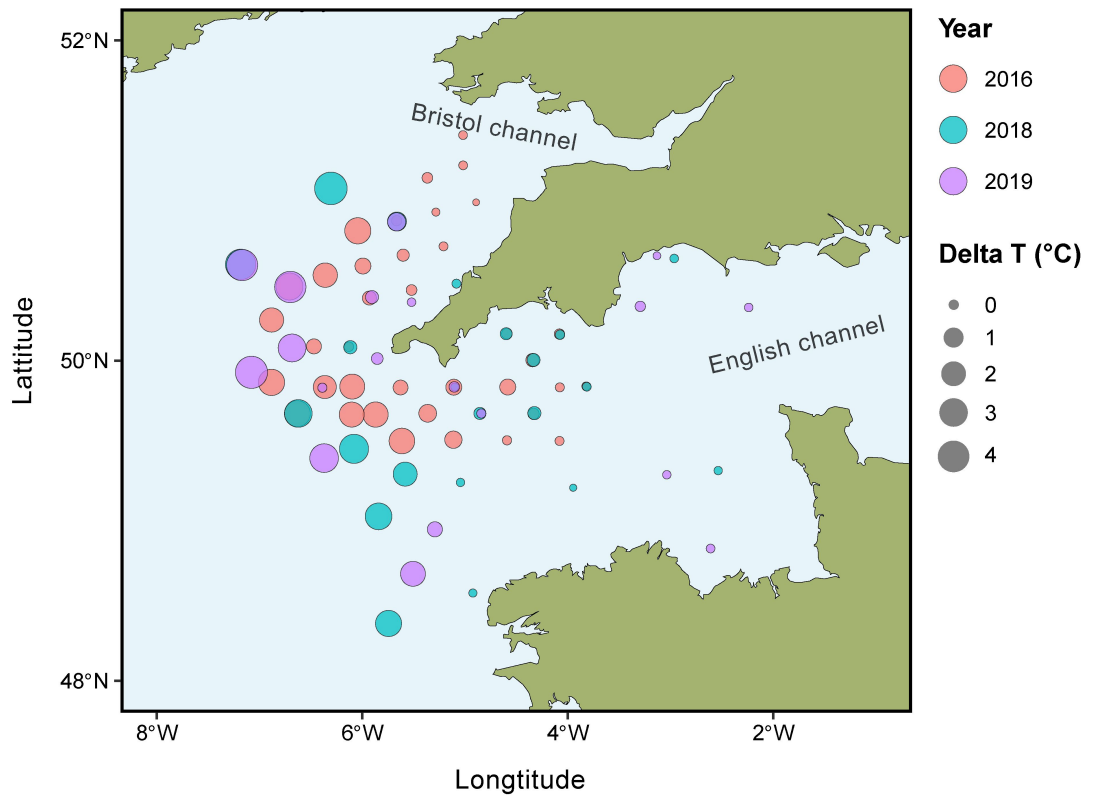 52°N
50°N
48°N
Lattitude
Bristol channel
English channel
8°W
6°W
4°W
2°W
Longtitude
Year
2016
2018
2019
Delta T (°C)
0
1
2
3
4